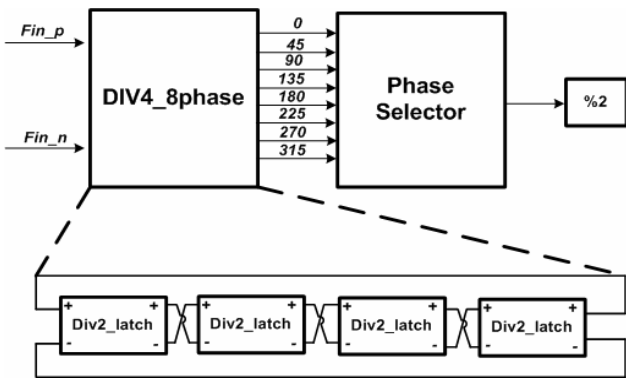 Fin_p
Fin_n
DIV4_8phase
0
45
90
135
180
225
270
315
Phase
Selector
%2
+ + + + + + + +
Div2_latch Div2_latch Div2_latch Div2_latch
- - - - - - - -